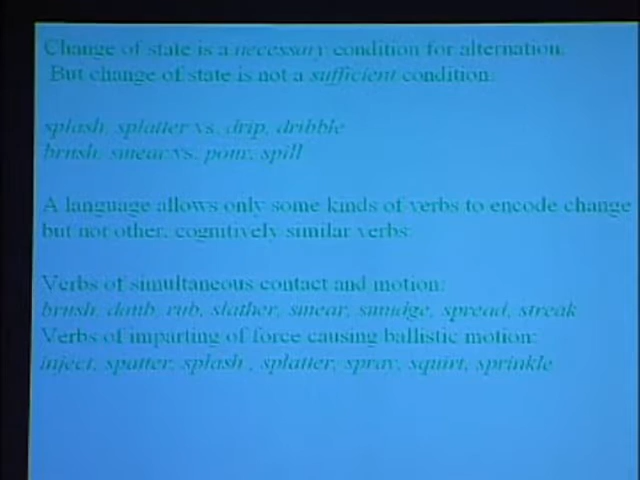 Change of state is a necessary condition for alternation.
But change of state is not a sufficient condition.
splash, splatter vs. drip, dribble
brush, smear vs. pour, spill
A language allows only some kinds of verbs to encode change
but not other, cognitively similar verbs:
Verbs of simultaneous contact and motion:
brush, daub, rub, slather, smear, smudge, spread, streak
Verbs of imparting of force causing ballistic motion:
inject, spatter, splash , splatter, spray, squirt, sprinkle